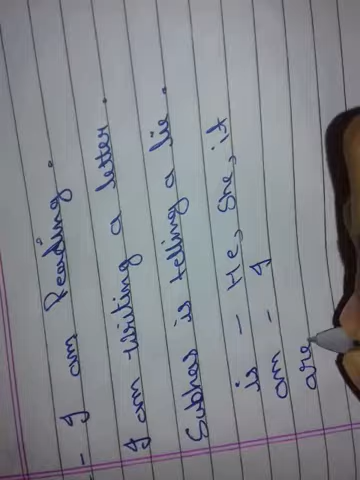 - I am Reading.
I am writing a letter.
Subhas is telling a lie.
is - He, She, it
am - I
are